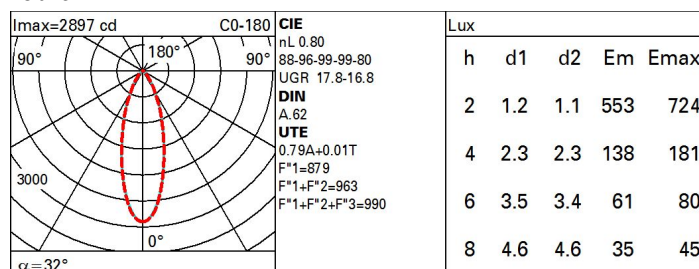 Imax=2897 cd C0-180
90° 180° 90°
3000
0°
α=32°
CIE
nL 0.80
88-96-99-99-80
UGR 17.8-16.8
DIN
A.62
UTE
0.79A+0.01T
F"1=879
F"1+F"2=963
F"1+F"2+F"3=990
Lux
h d1 d2 Em Emax
2 1.2 1.1 553 724
4 2.3 2.3 138 181
6 3.5 3.4 61 80
8 4.6 4.6 35 45